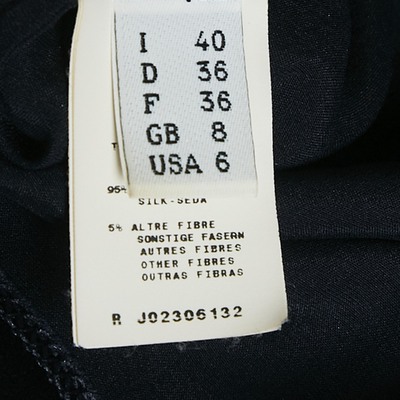 I 40
D 36
F 36
GB 8
USA 6
95%
SILK-SEDA
5% ALTRE FIBRE
SONSTIGE FASERN
AUTRES FIBRES
OTHER FIBRES
OUTRAS FIBRAS
R J02306132